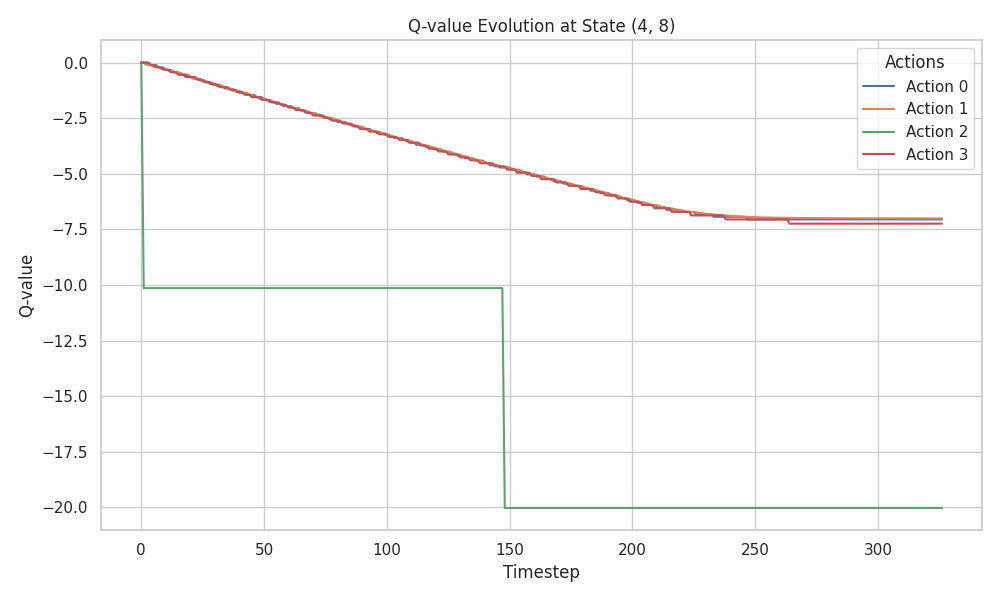 Q-value Evolution at State (4, 8)
Q-value
0.0
−2.5
−5.0
−7.5
−10.0
−12.5
−15.0
−17.5
−20.0
Actions
Action 0
Action 1
Action 2
Action 3
0 50 100 150 200 250 300
Timestep